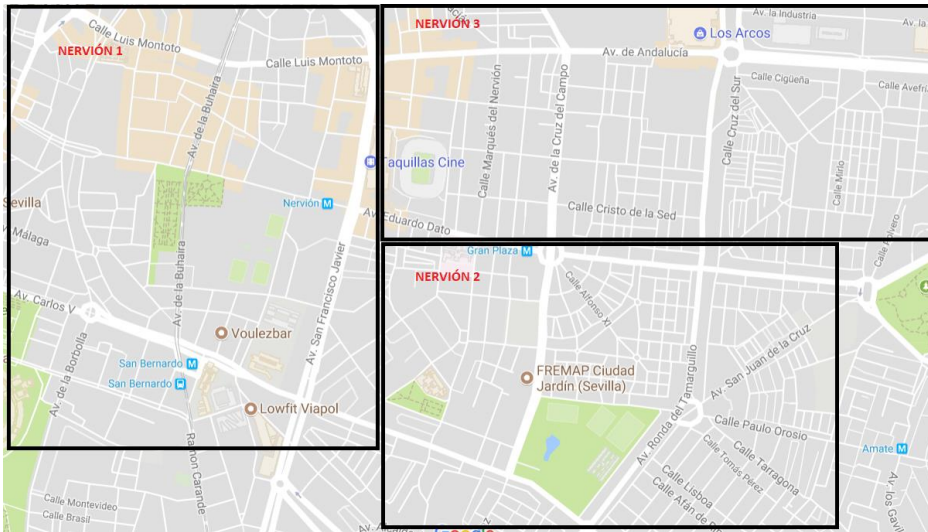 NERVIÓN 1
Calle Luis Montoto
Calle Luis Montoto
Av. de la Buhaira
Taquillas Cine
Sevilla
Nervión M
Málaga
Av. de la Buhaira
Av. San Francisco Javier
Av. Carlos V
Voulezbar
San Bernardo M
San Bernardo
Av. de la Borbolla
Lowfit Viapol
Ramon Carande
Calle Montevideo
Calle Brasil
NERVIÓN 3
Av. la Industria
Av. la
Los Arcos
Av. de Andalucía
Calle Cigüeña
Calle Avefría
Calle Marqués del Nervión
Av. de la Cruz del Campo
Calle Cruz del Sur
Calle Mirlo
Calle Cristo de la Sed
Av. Eduardo Dato
NERVIÓN 2
Gran Plaza M
Calle Alfonso XI
FREMAP Ciudad
Jardín (Sevilla)
Av. San Juan de la Cruz
Av. Ronda del Tamarguillo
Calle Paulo Orosio
Calle Tarragona
Calle Tomás Pérez
Calle Lisboa
Calle Afán de
Amate M